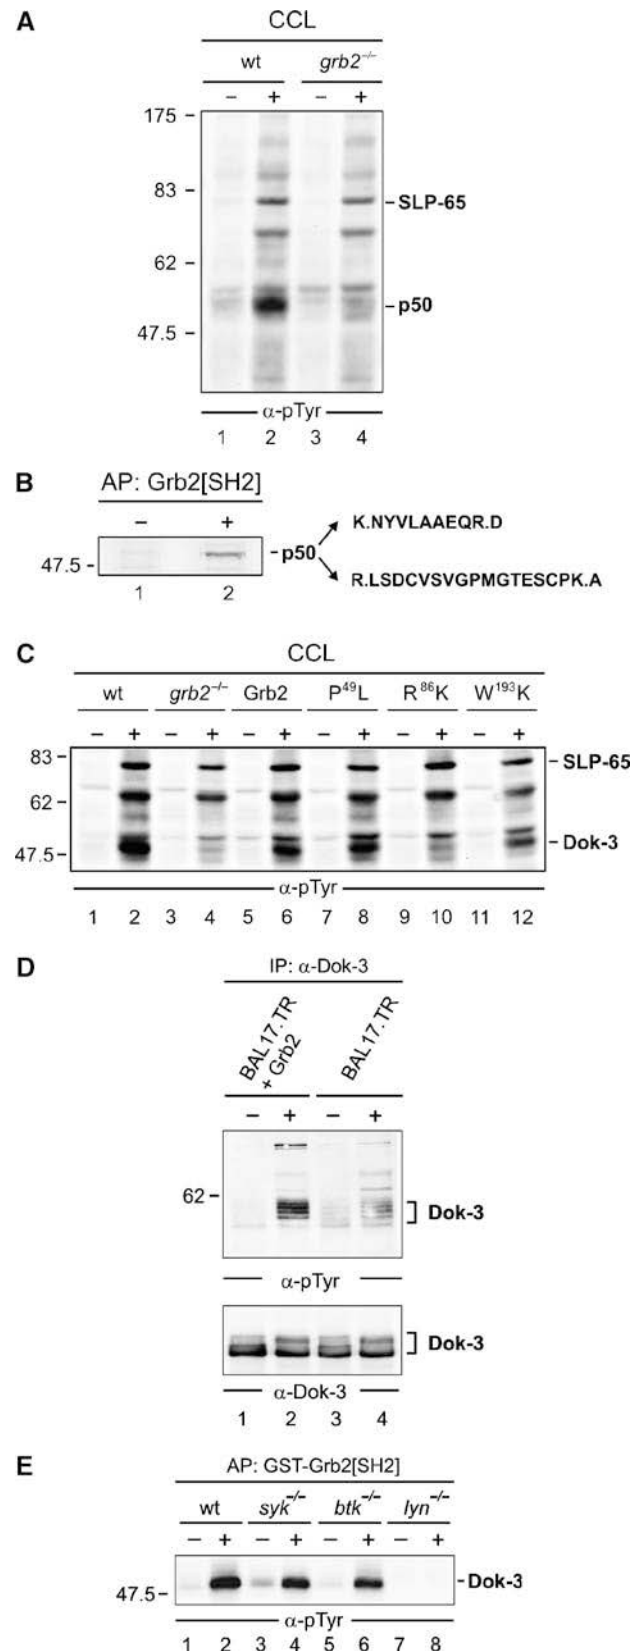 A
CCL
wt grb2⁻/⁻
– + – +
175 –
83 –
– SLP-65
62 –
– p50
47.5 –
α-pTyr
1 2 3 4
B
AP: Grb2[SH2]
– +
K.NYVLAAEQR.D
– p50
47.5 –
R.LSDCVSVGPMGTESCPK.A
1 2
C
CCL
wt grb2⁻/⁻ Grb2 P⁴⁹L R⁸⁶K W¹⁹³K
– + – + – + – + – + – +
83 –
– SLP-65
62 –
– Dok-3
47.5 –
α-pTyr
1 2 3 4 5 6 7 8 9 10 11 12
D
IP: α-Dok-3
BAL17.TR
+ Grb2
BAL17.TR
– + – +
62 –
Dok-3
α-pTyr
Dok-3
α-Dok-3
1 2 3 4
E
AP: GST-Grb2[SH2]
wt syk⁻/⁻ btk⁻/⁻ lyn⁻/⁻
– + – + – + – +
– Dok-3
47.5 –
α-pTyr
1 2 3 4 5 6 7 8